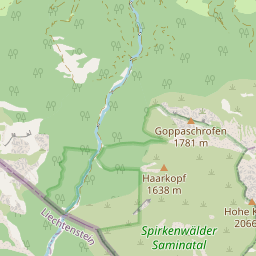 Goppaschrofen
1781 m
Haarkopf
1638 m
Liechtenstein
Hohe K
2066
Spirkenwälder
Saminatal